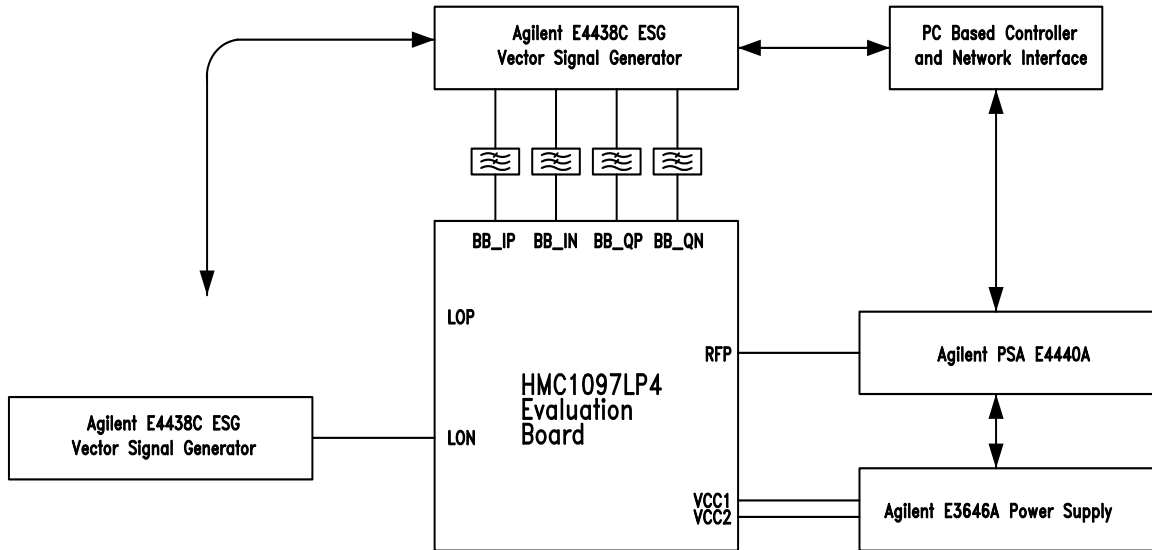 Agilent E4438C ESG
Vector Signal Generator
PC Based Controller
and Network Interface
BB_IP BB_IN BB_QP BB_QN
LOP
RFP
Agilent PSA E4440A
HMC1097LP4
Evaluation
Board
Agilent E4438C ESG
Vector Signal Generator
LON
VCC1
VCC2
Agilent E3646A Power Supply